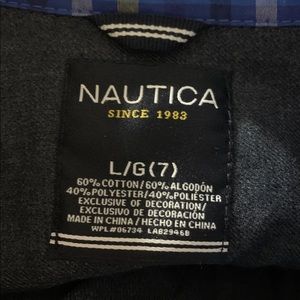 NAUTICA
SINCE 1983
L/G(7)
60% COTTON/60% ALGODÓN
40% POLYESTER/40% POLIÉSTER
EXCLUSIVE OF DECORATION/
EXCLUSIVO DE DECORACIÓN
MADE IN CHINA / HECHO EN CHINA
WPL#06734 LAB29468